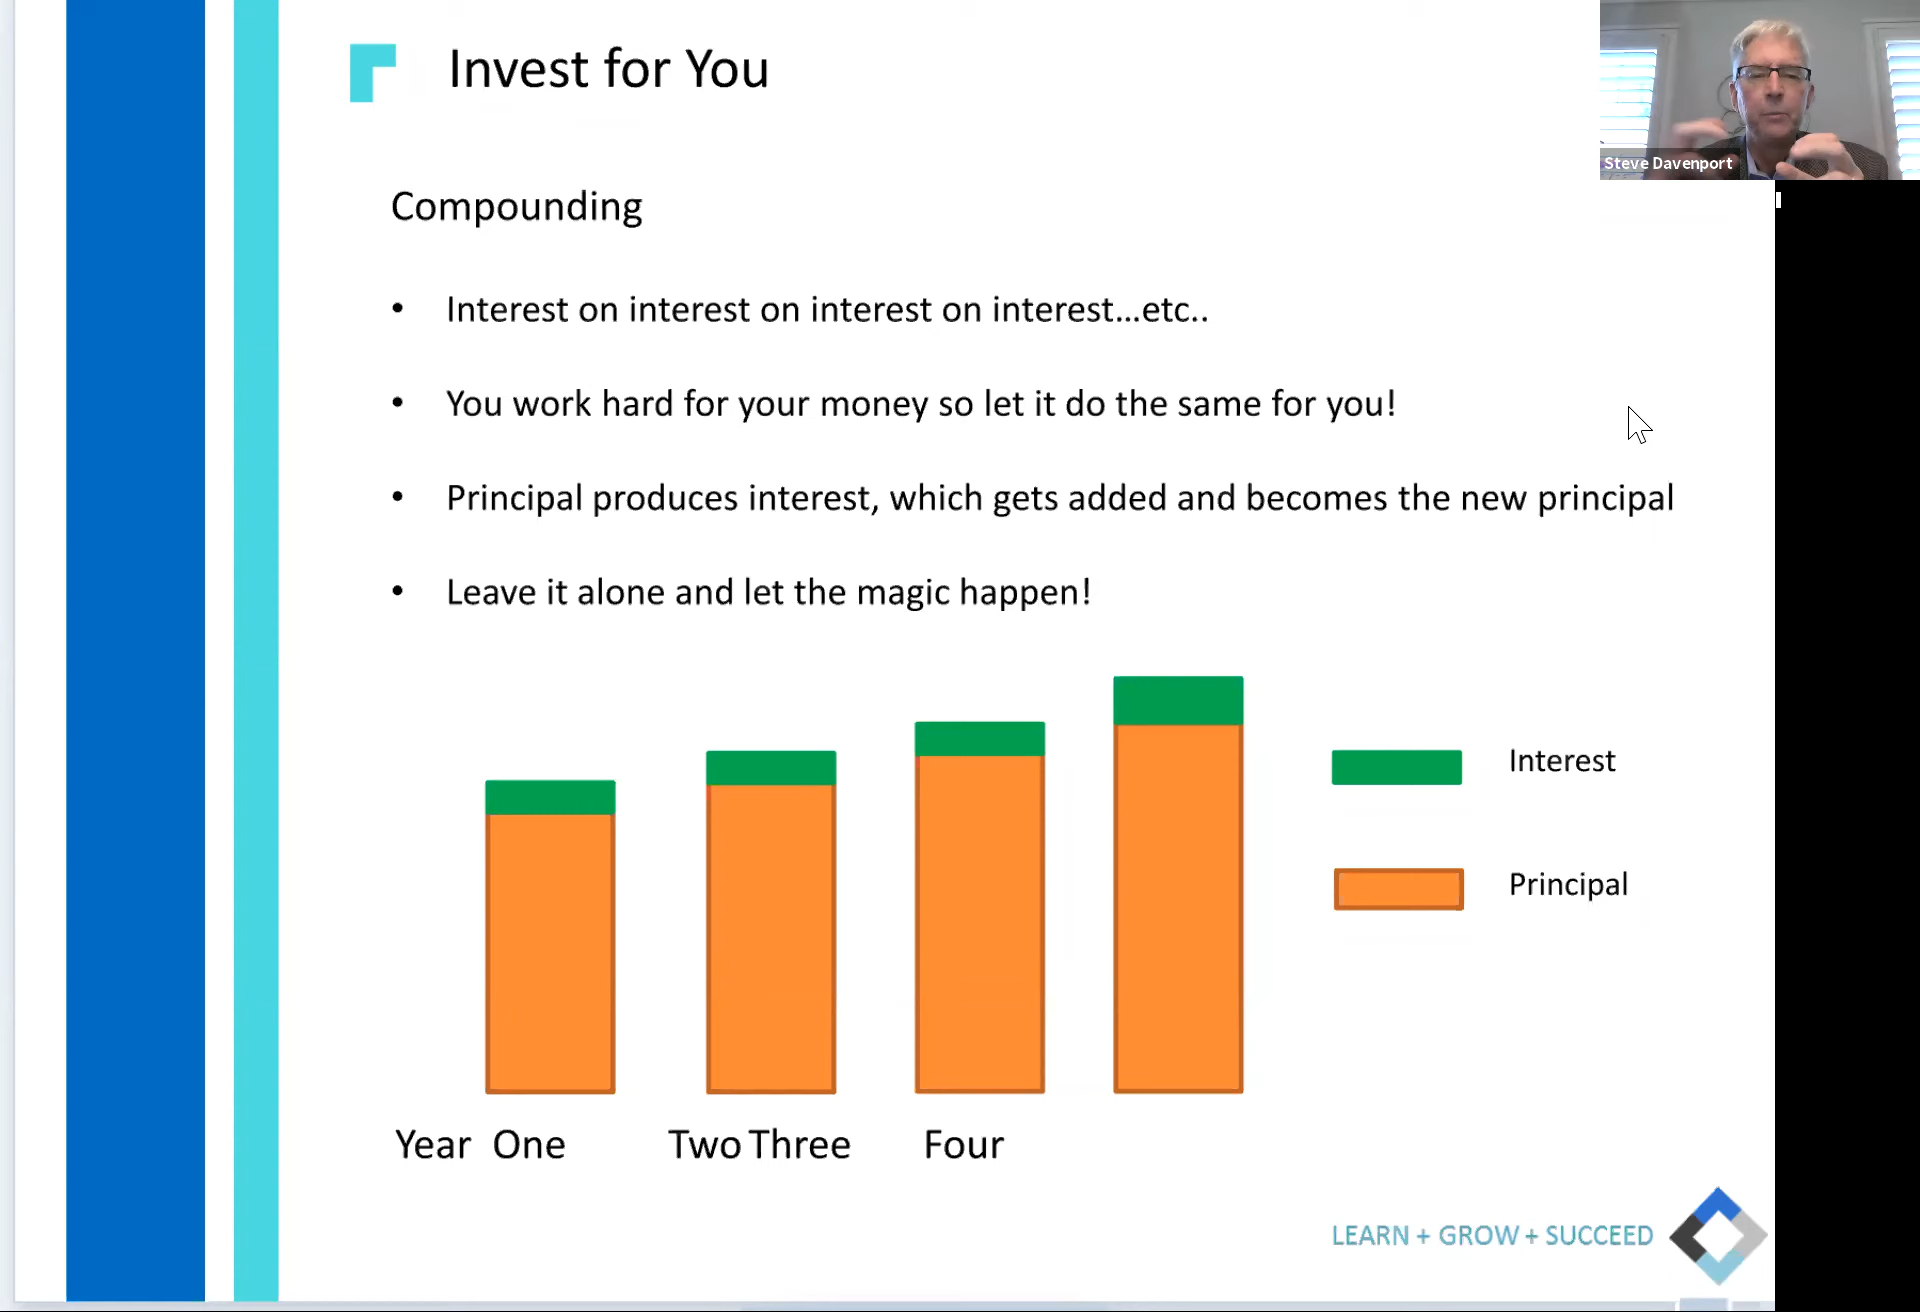 Invest for You
Steve Davenport
Compounding
• Interest on interest on interest on interest...etc..
• You work hard for your money so let it do the same for you!
• Principal produces interest, which gets added and becomes the new principal
• Leave it alone and let the magic happen!
Interest
Principal
Year One Two Three Four
LEARN + GROW + SUCCEED